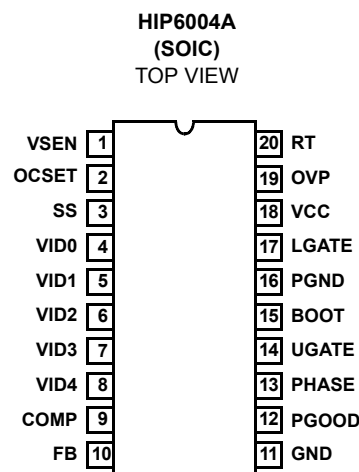 HIP6004A
(SOIC)
TOP VIEW
VSEN 1 20 RT
OCSET 2 19 OVP
SS 3 18 VCC
VID0 4 17 LGATE
VID1 5 16 PGND
VID2 6 15 BOOT
VID3 7 14 UGATE
VID4 8 13 PHASE
COMP 9 12 PGOOD
FB 10 11 GND